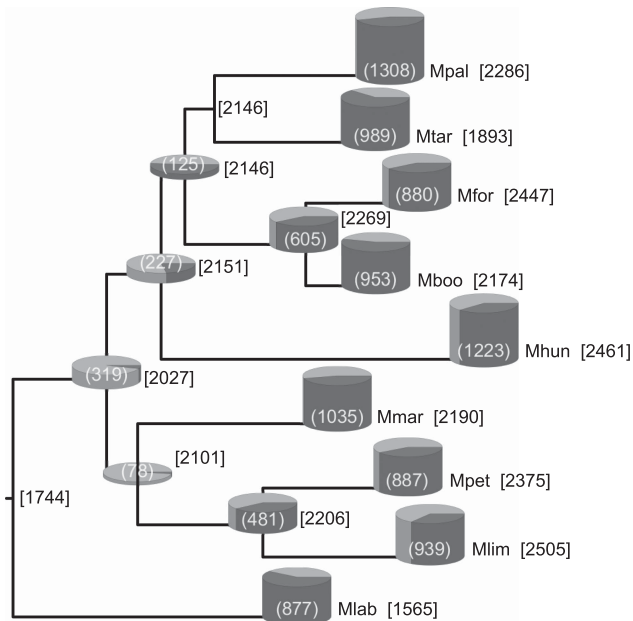 (1308) Mpal [2286]
[2146]
(989) Mtar [1893]
(125) [2146]
(880) Mfor [2447]
[2269]
(605)
(227) [2151]
(953) Mboo [2174]
(1223) Mhun [2461]
(319) [2027]
(1035) Mmar [2190]
[2101]
(78)
(887) Mpet [2375]
[1744]
(481) [2206]
(939) Mlim [2505]
(877) Mlab [1565]